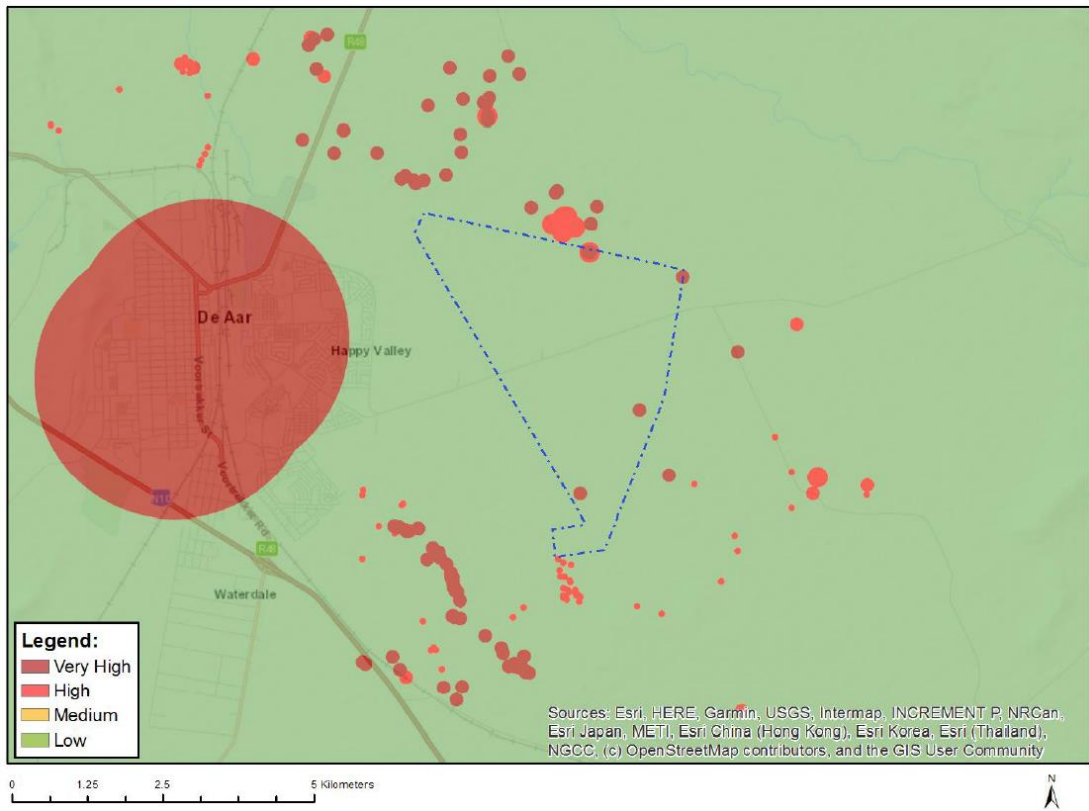 R48
De Aar
Happy Valley
Voortrekker St
Voortrekker Rd
N10
R48
Waterdale
Legend:
Very High
High
Medium
Low
Sources: Esri, HERE, Garmin, USGS, Intermap, INCREMENT P, NRCan,
Esri Japan, METI, Esri China (Hong Kong), Esri Korea, Esri (Thailand),
NGCC, (c) OpenStreetMap contributors, and the GIS User Community
0 1.25 2.5 5 Kilometers
N